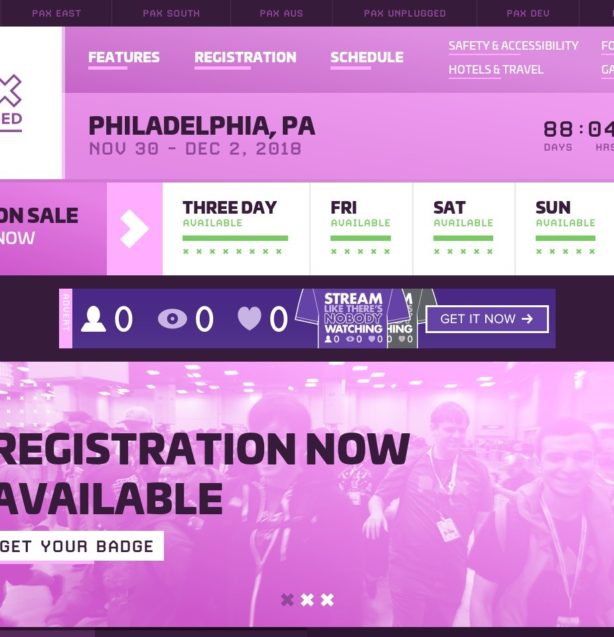 PAX EAST PAX SOUTH PAX AUS PAX UNPLUGGED PAX DEV
FEATURES REGISTRATION SCHEDULE
SAFETY & ACCESSIBILITY FO
HOTELS & TRAVEL GA
ED
PHILADELPHIA, PA
NOV 30 - DEC 2, 2018
88:04
DAYS HRS
ON SALE
NOW
THREE DAY FRI SAT SUN
AVAILABLE AVAILABLE AVAILABLE AVAILABLE
ADVERT
0 0 0
STREAM
LIKE THERE'S
NOBODY
WATCHING
0 0 0
GET IT NOW →
REGISTRATION NOW
AVAILABLE
GET YOUR BADGE